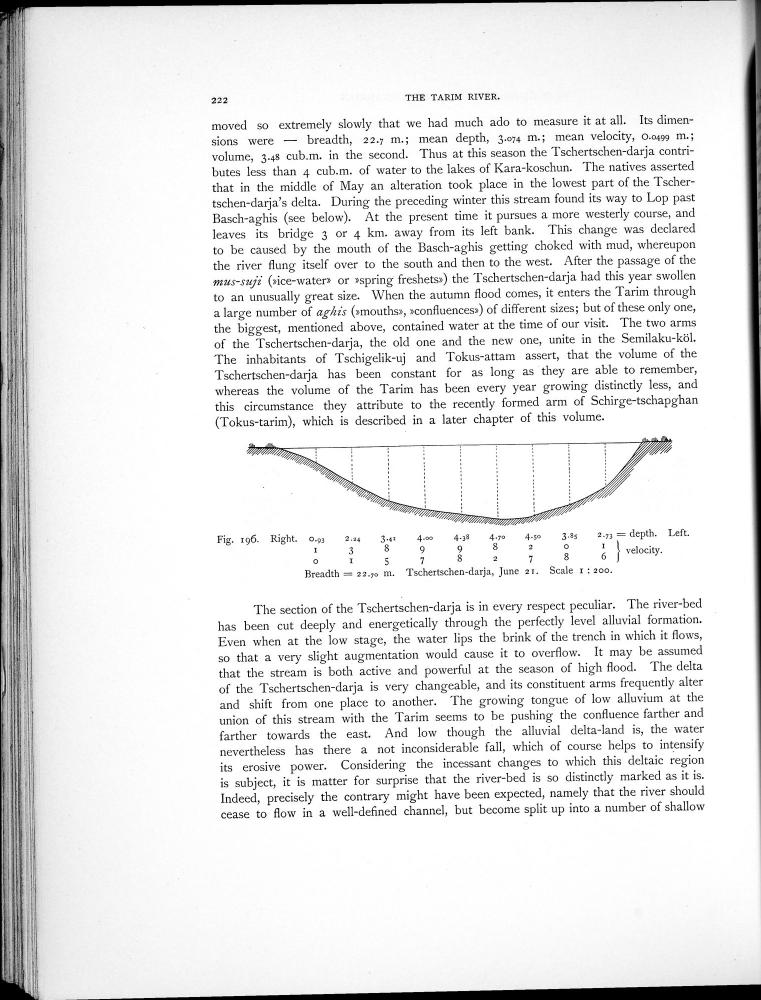 222
THE TARIM RIVER.
moved so extremely slowly that we had much ado to measure it at all. Its dimen-
sions were — breadth, 22.7 m.; mean depth, 3.074 m.; mean velocity, 0.0499 m.;
volume, 3.48 cub.m. in the second. Thus at this season the Tschertschen-darja contri-
butes less than 4 cub.m. of water to the lakes of Kara-koschun. The natives asserted
that in the middle of May an alteration took place in the lowest part of the Tscher-
tschen-darja's delta. During the preceding winter this stream found its way to Lop past
Basch-aghis (see below). At the present time it pursues a more westerly course, and
leaves its bridge 3 or 4 km. away from its left bank. This change was declared
to be caused by the mouth of the Basch-aghis getting choked with mud, whereupon
the river flung itself over to the south and then to the west. After the passage of the
mus-suji (»ice-water» or »spring freshets») the Tschertschen-darja had this year swollen
to an unusually great size. When the autumn flood comes, it enters the Tarim through
a large number of aghis (»mouths», »confluences») of different sizes; but of these only one,
the biggest, mentioned above, contained water at the time of our visit. The two arms
of the Tschertschen-darja, the old one and the new one, unite in the Semilaku-köl.
The inhabitants of Tschigelik-uj and Tokus-attam assert, that the volume of the
Tschertschen-darja has been constant for as long as they are able to remember,
whereas the volume of the Tarim has been every year growing distinctly less, and
this circumstance they attribute to the recently formed arm of Schirge-tschapghan
(Tokus-tarim), which is described in a later chapter of this volume.
Fig. 196. Right. 0.93 2.24 3.41 4.00 4.38 4.70 4.50 3.85 2.73 = depth. Left.
1 3 8 9 9 8 2 0 1 } velocity.
0 1 5 7 8 2 7 8 6
Breadth = 22.70 m. Tschertschen-darja, June 21. Scale 1 : 200.
The section of the Tschertschen-darja is in every respect peculiar. The river-bed
has been cut deeply and energetically through the perfectly level alluvial formation.
Even when at the low stage, the water lips the brink of the trench in which it flows,
so that a very slight augmentation would cause it to overflow. It may be assumed
that the stream is both active and powerful at the season of high flood. The delta
of the Tschertschen-darja is very changeable, and its constituent arms frequently alter
and shift from one place to another. The growing tongue of low alluvium at the
union of this stream with the Tarim seems to be pushing the confluence farther and
farther towards the east. And low though the alluvial delta-land is, the water
nevertheless has there a not inconsiderable fall, which of course helps to intensify
its erosive power. Considering the incessant changes to which this deltaic region
is subject, it is matter for surprise that the river-bed is so distinctly marked as it is.
Indeed, precisely the contrary might have been expected, namely that the river should
cease to flow in a well-defined channel, but become split up into a number of shallow